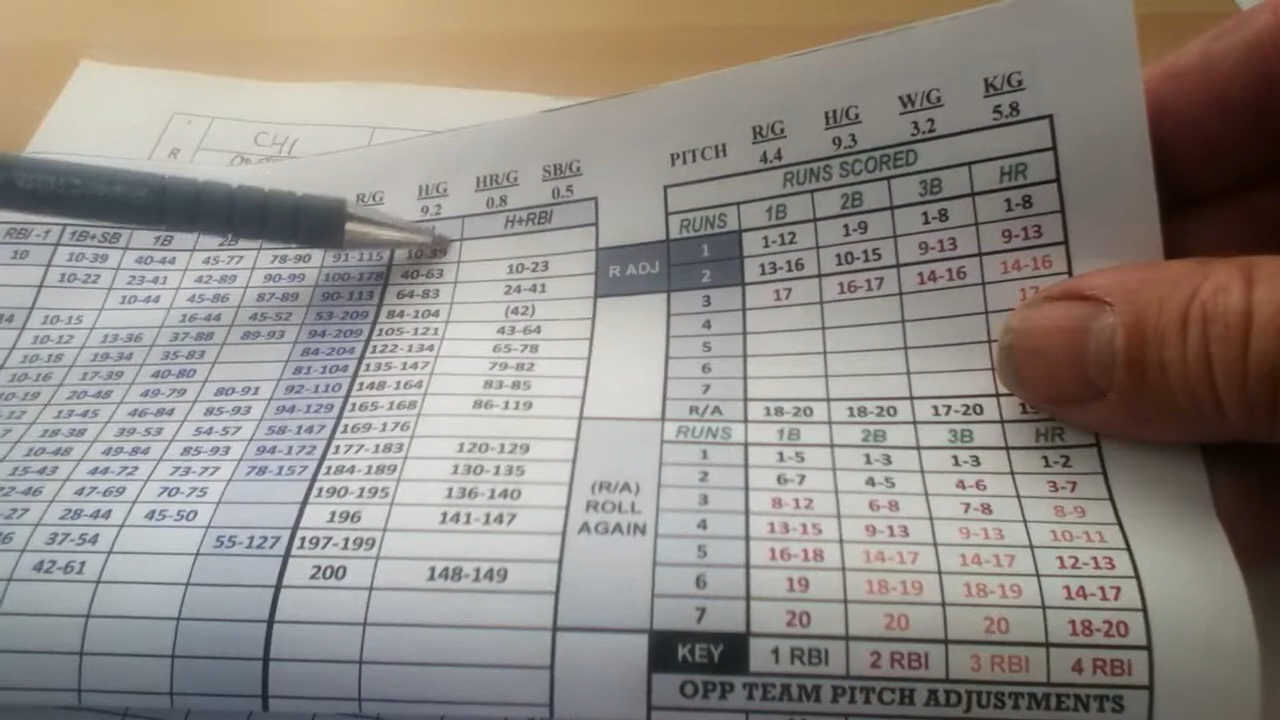 CHI
R
K/G
W/G 5.8
H/G 3.2
R/G 9.3
PITCH 4.4
SB/G
HR/G 0.5
H/G 0.8
R/G 9.2
RUNS SCORED
H+RBI
RUNS 1B 2B 3B HR
RBI-1 1B+SB 1B 2B
R ADJ
1 1-12 1-9 1-8 1-8
2 13-16 10-15 9-13 9-13
3 17 16-17 14-16 14-16
4 17
5
6
7
R/A 18-20 18-20 17-20
10 10-39 40-44 45-77 78-90 91-115 10-39
10-22 23-41 42-89 90-99 100-178 40-63 10-23
10-44 45-86 87-89 90-113 64-83 24-41
10-15 16-44 45-52 53-209 84-104 (42)
10-12 13-36 37-88 89-93 94-209 105-121 43-64
10-18 19-34 35-83 84-204 122-134 65-78
10-16 17-39 40-80 81-104 135-147 79-82
20-48 49-79 80-91 92-110 148-164 83-85
13-45 46-84 85-93 94-129 165-168 86-119
18-38 39-53 54-57 58-147 169-176
10-48 49-84 85-93 94-172 177-183 120-129
15-43 44-72 73-77 78-157 184-189 130-135
47-69 70-75 190-195 136-140
28-44 45-50 196 141-147
37-54 55-127 197-199
42-61 200 148-149
(R/A)
ROLL
AGAIN
RUNS 1B 2B 3B HR
1 1-5 1-3 1-3 1-2
2 6-7 4-5 4-6 3-7
3 8-12 6-8 7-8 8-9
4 13-15 9-13 9-13 10-11
5 16-18 14-17 14-17 12-13
6 19 18-19 18-19 14-17
7 20 20 20 18-20
KEY 1 RBI 2 RBI 3 RBI 4 RBI
OPP TEAM PITCH ADJUSTMENTS